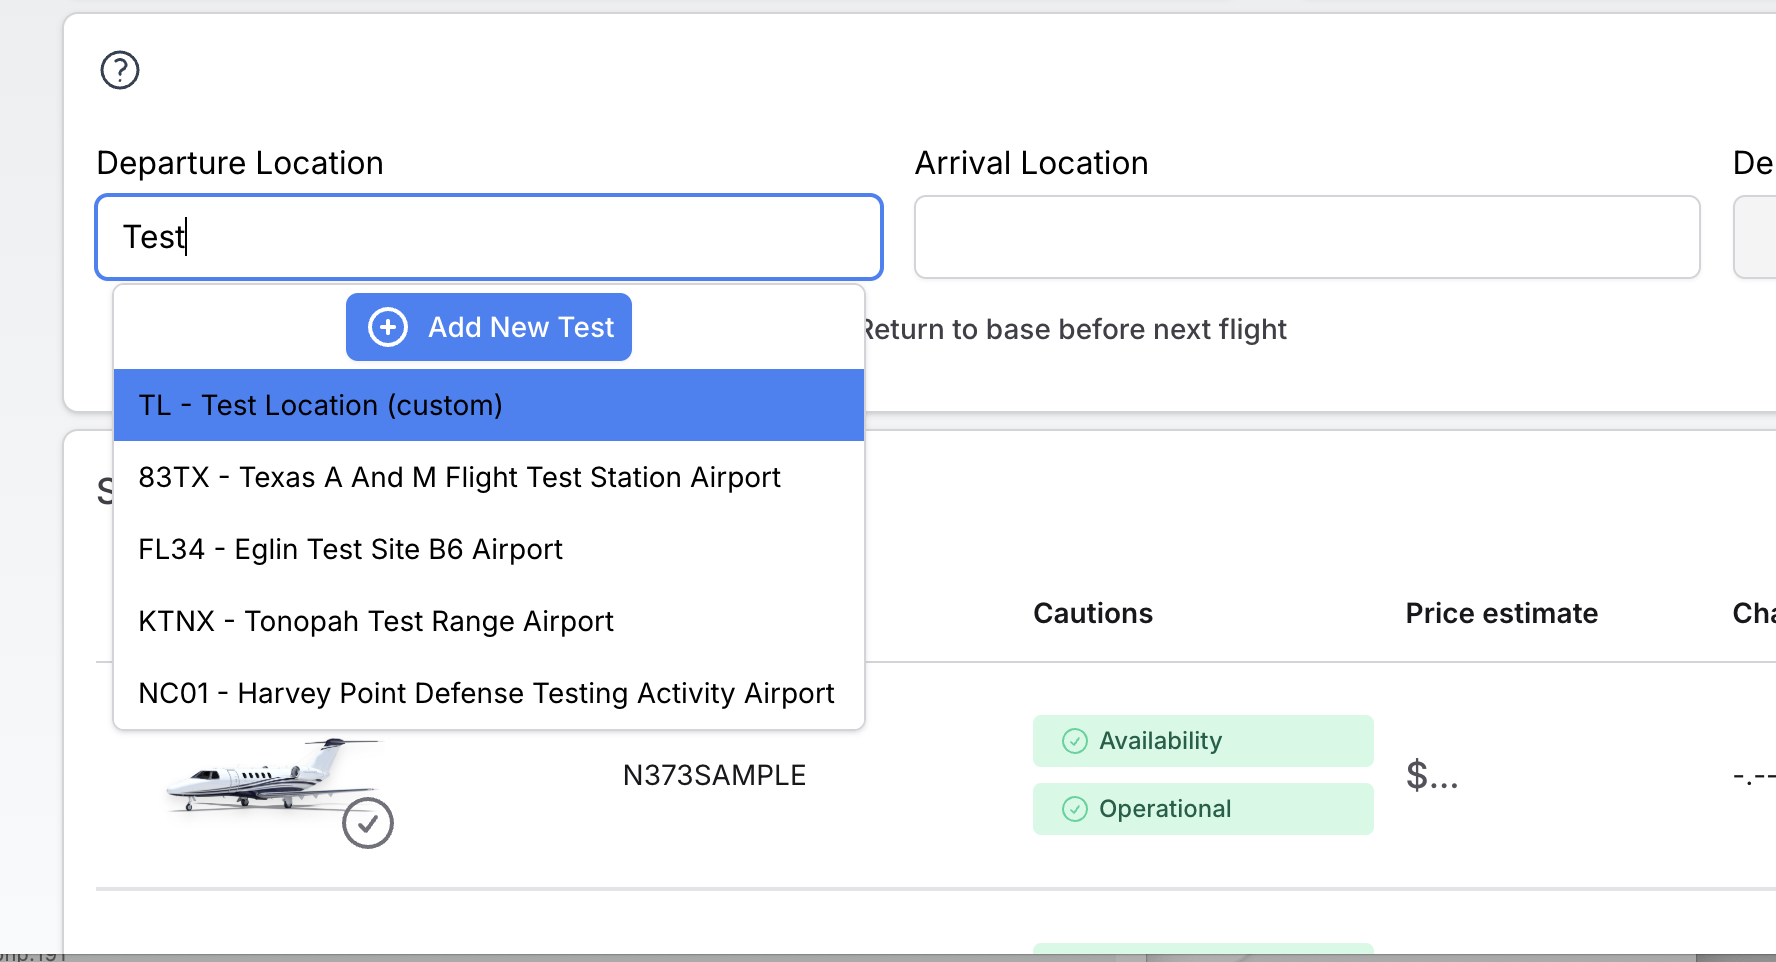 Departure Location
Arrival Location
De
Test
Add New Test
Return to base before next flight
TL - Test Location (custom)
83TX - Texas A And M Flight Test Station Airport
S
FL34 - Eglin Test Site B6 Airport
KTNX - Tonopah Test Range Airport
Cautions
Price estimate
Cha
NC01 - Harvey Point Defense Testing Activity Airport
Availability
N373SAMPLE
$...
-.--
Operational